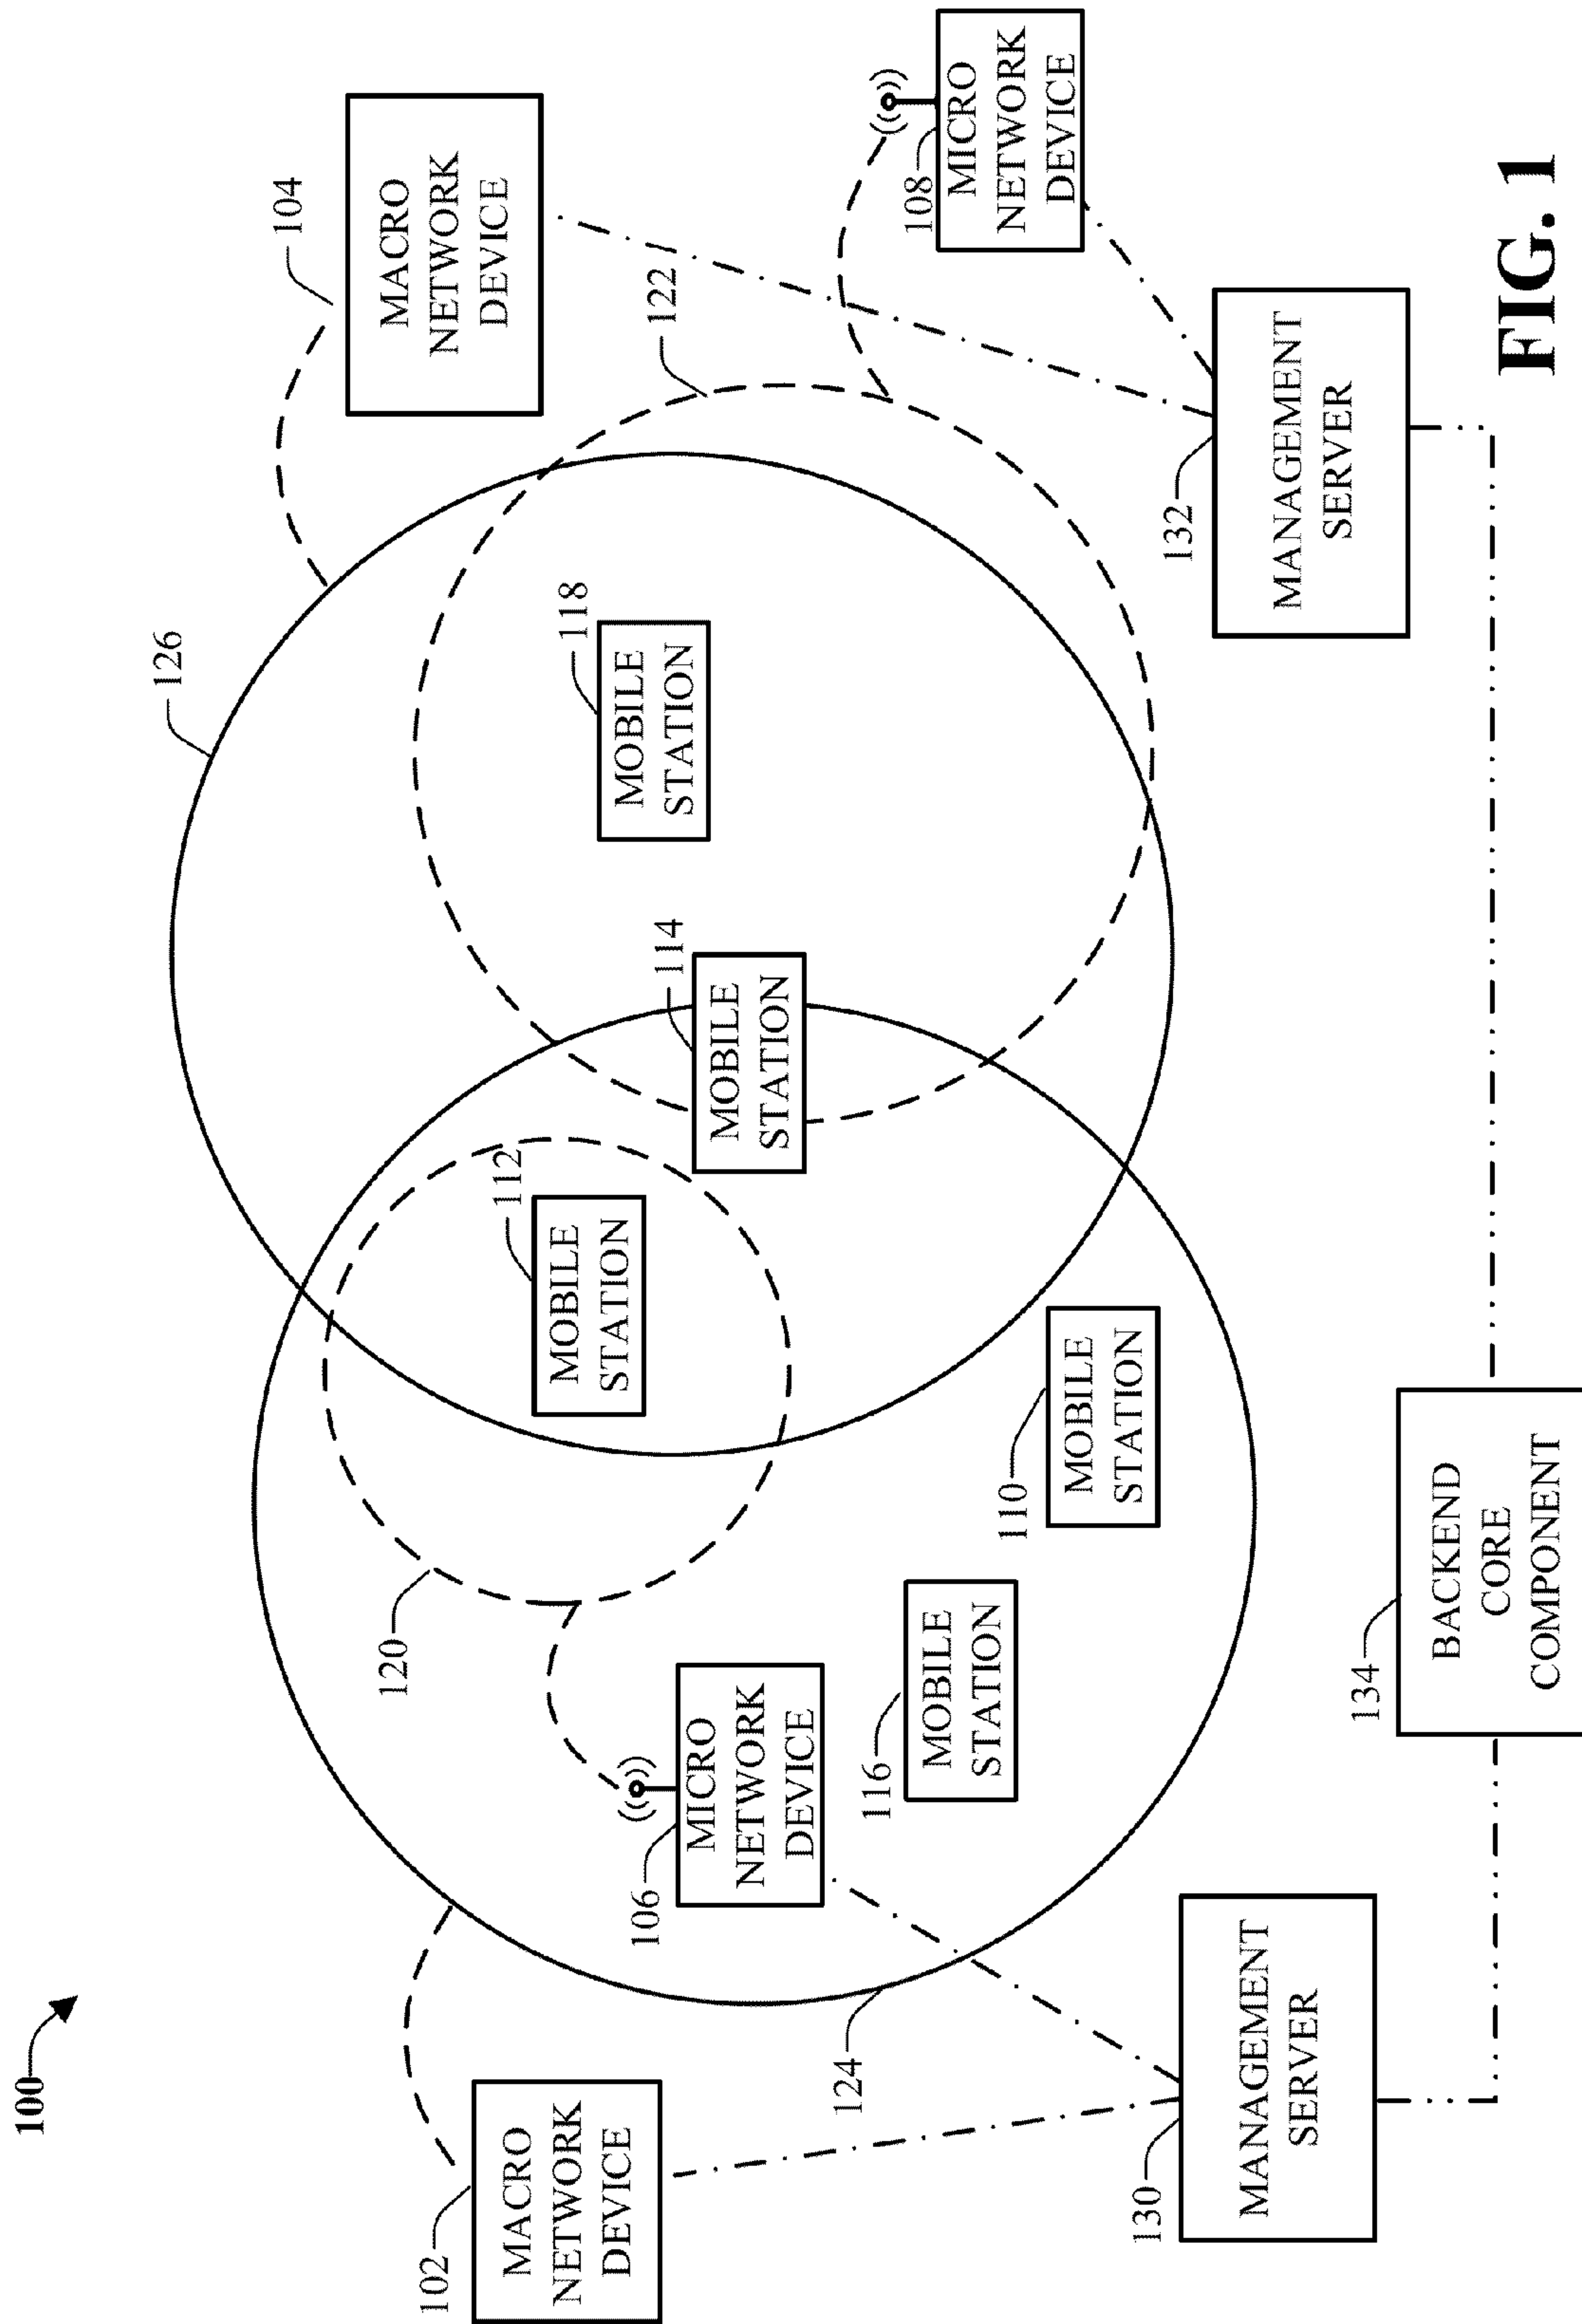 100
126
104
MACRO
NETWORK
DEVICE
122
108
MICRO
NETWORK
DEVICE
118
MOBILE
STATION
114
MOBILE
STATION
112
MOBILE
STATION
120
102
MACRO
NETWORK
DEVICE
106
MICRO
NETWORK
DEVICE
116
MOBILE
STATION
110
MOBILE
STATION
124
130
MANAGEMENT
SERVER
132
MANAGEMENT
SERVER
134
BACKEND
CORE
COMPONENT
FIG. 1